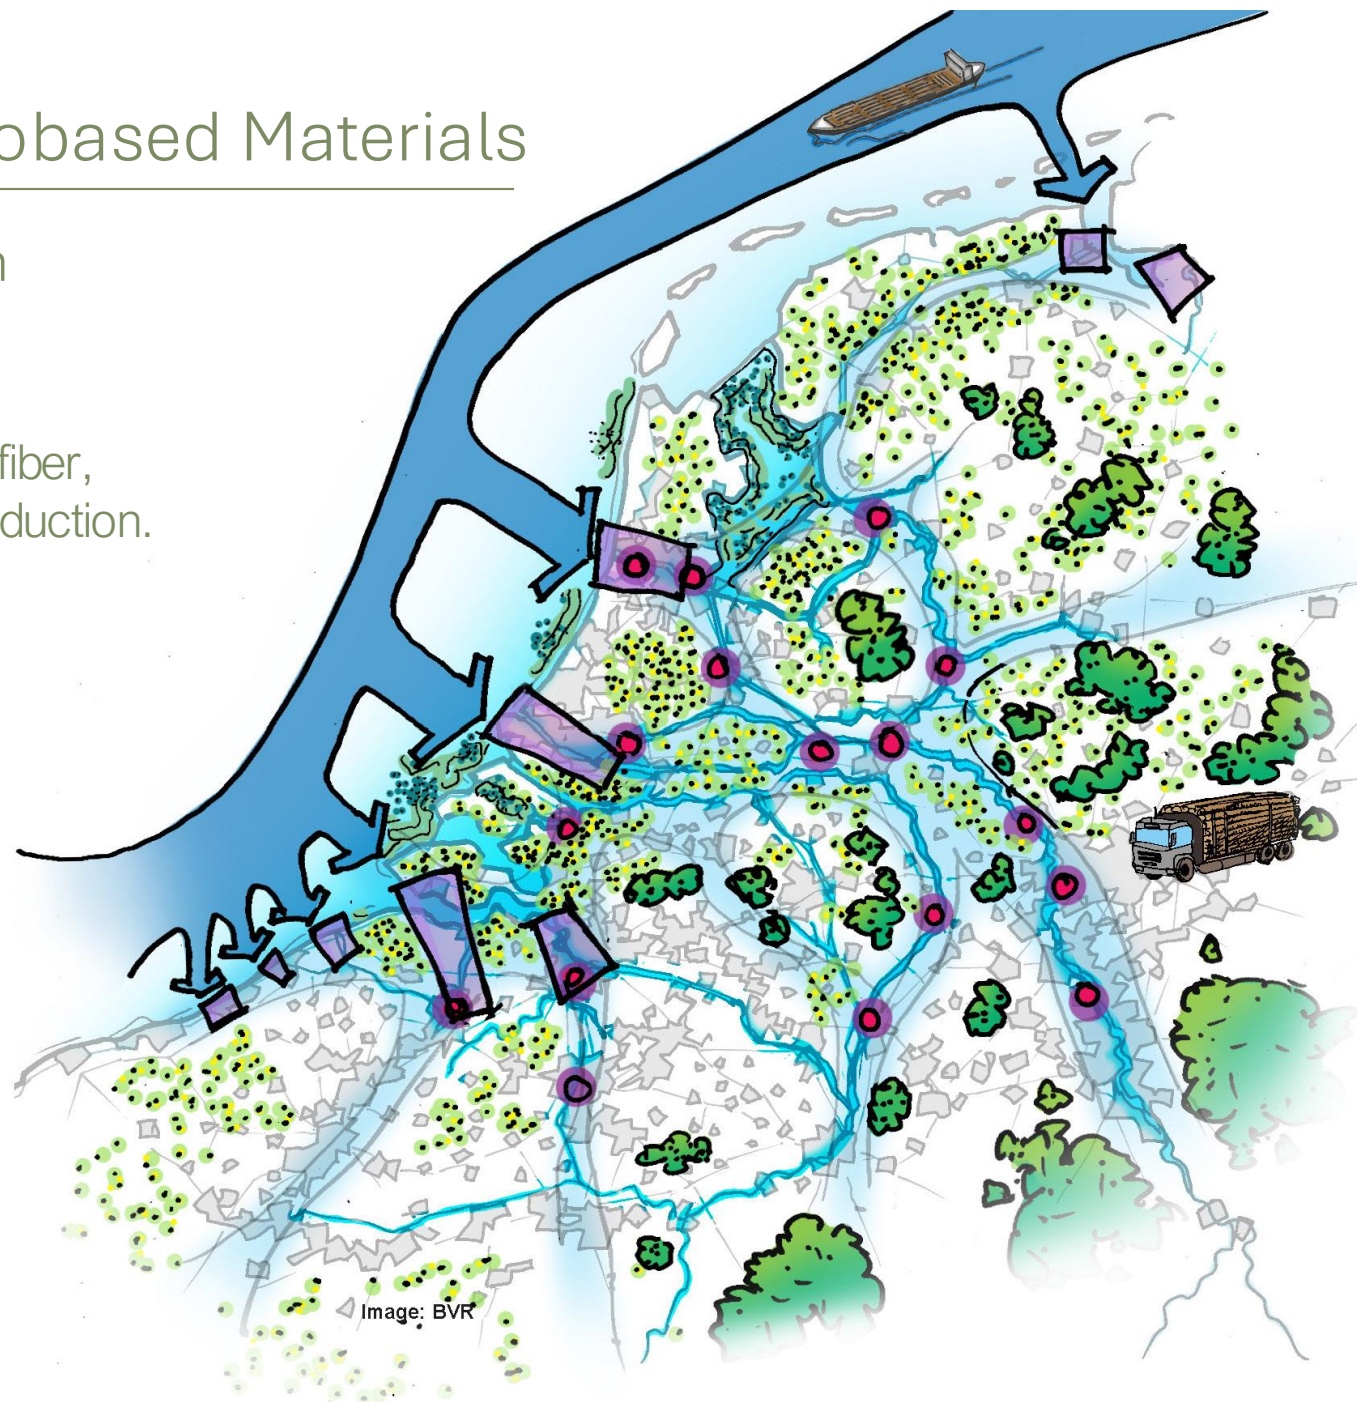 obased Materials
n
fiber,
duction.
Image: BVR